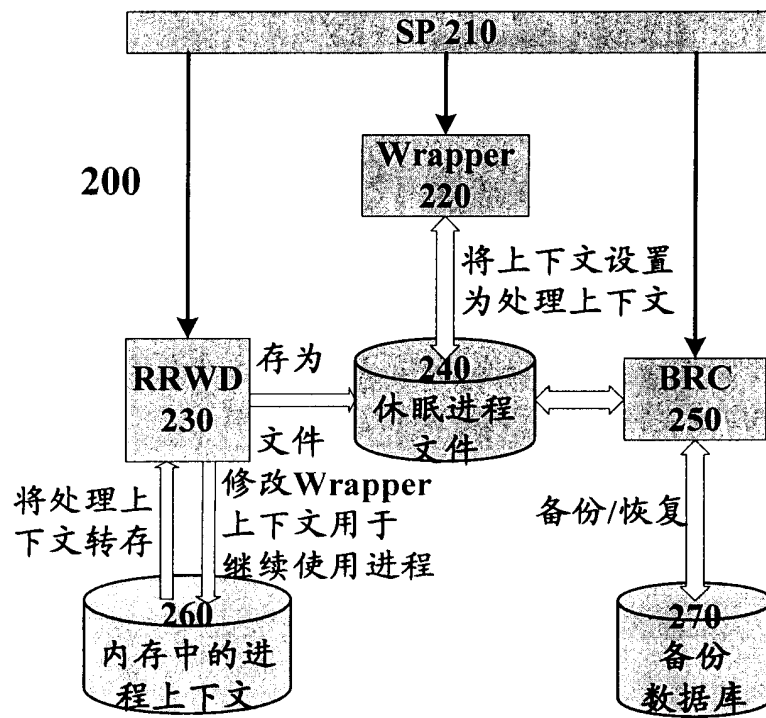 SP 210
Wrapper
220
200
将上下文设置
为处理上下文
RRWD
230
存为
文件
240
休眠进程
文件
BRC
250
将处理上
下文转存
修改Wrapper
上下文用于
继续使用进程
备份/恢复
260
内存中的进
程上下文
270
备份
数据库